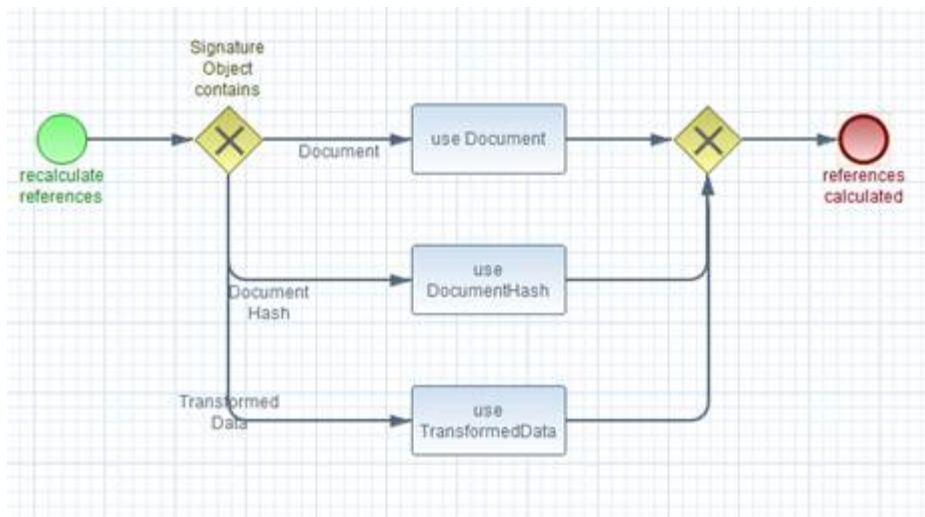 Signature
Object
contains
recalculate
references
Document
use Document
references
calculated
Document
Hash
use
DocumentHash
Transformed
Data
use
TransformedData